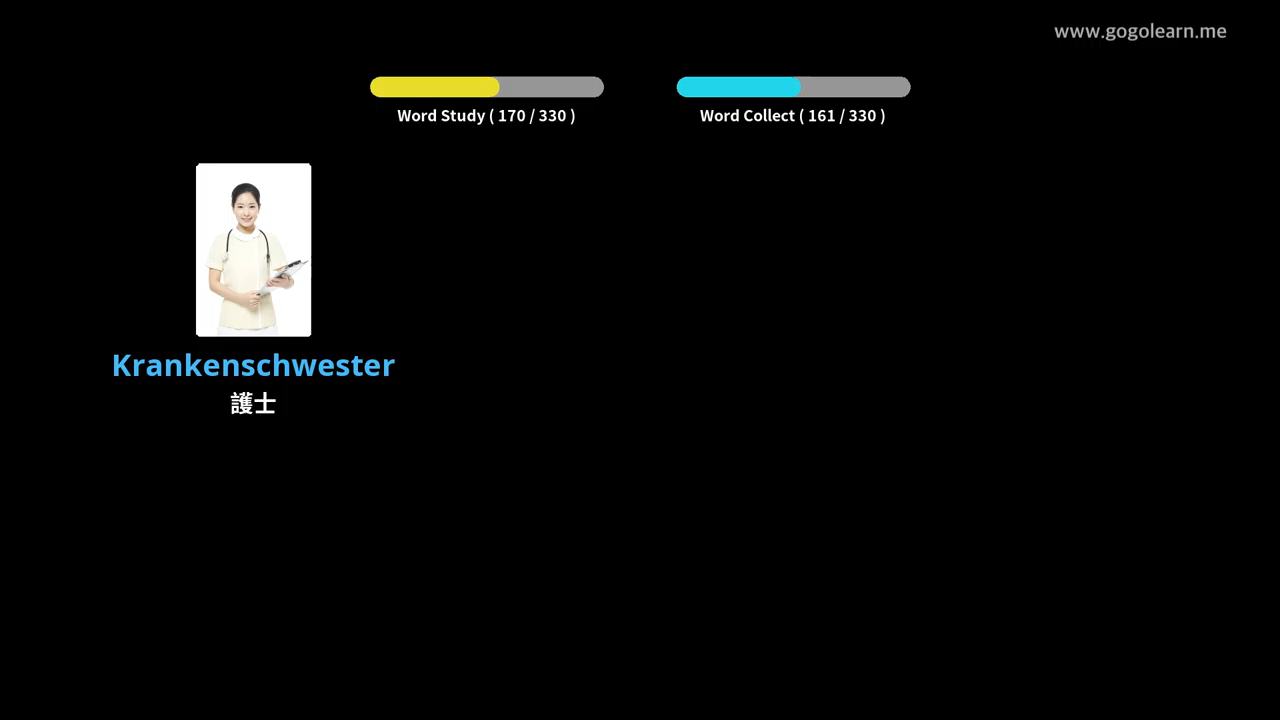 www.gogolearn.me
Word Study ( 170 / 330 )
Word Collect ( 161 / 330 )
Krankenschwester
護士